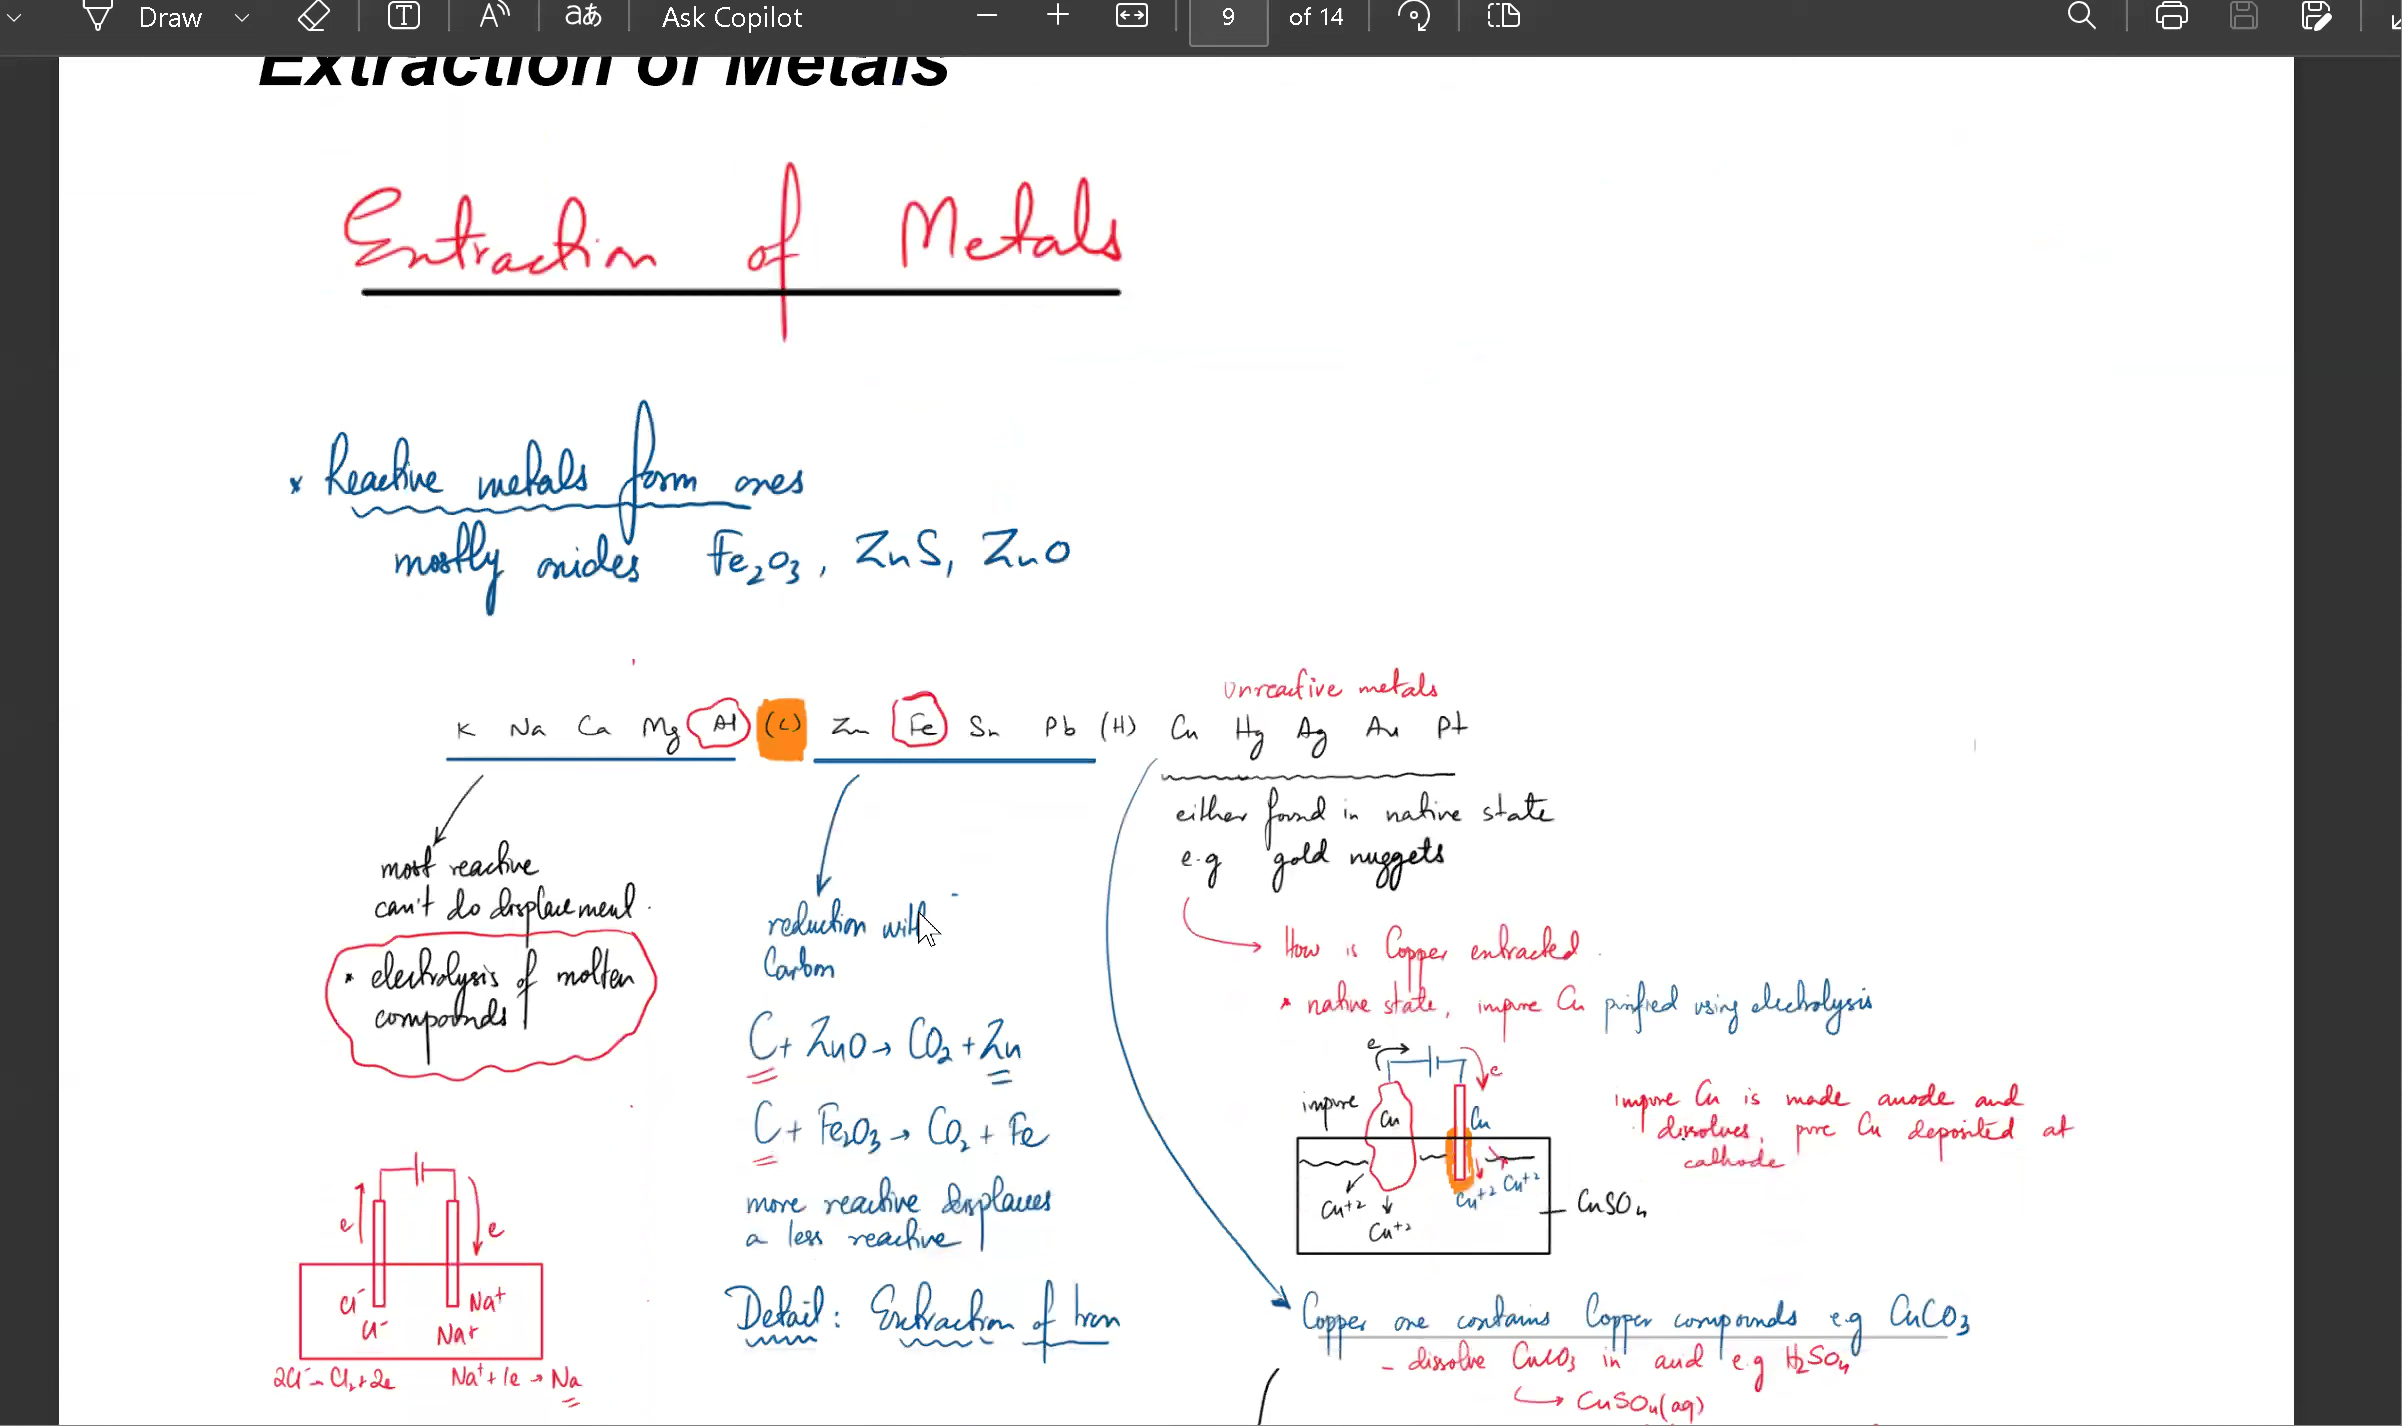 Draw
Ask Copilot
9 of 14
Extraction of Metals
Extraction of Metals
* Reactive metals form ores
mostly oxides Fe₂O₃, ZnS, ZnO
Unreactive metals
K Na Ca Mg Al (C) Zn Fe Sn Pb (H) Cu Hg Ag Au Pt
most reactive
can't do displacement.
* electrolysis of molten
compounds
e
e
Cl⁻
Cl⁻
Na⁺
Na⁺
2Cl⁻ → Cl₂ + 2e
Na⁺ + 1e → Na
reduction with
Carbon
C + ZnO → CO₂ + Zn
C + Fe₂O₃ → CO₂ + Fe
more reactive displaces
a less reactive
Detail: Extraction of Iron
either found in native state
e.g gold nuggets
How is Copper extracted.
* native state, impure Cu purified using electrolysis
e
e
impure
Cu
Cu
Cu⁺²
Cu⁺²
Cu⁺²
Cu⁺²
CuSO₄
impure Cu is made anode and
dissolves, pure Cu deposited at
cathode
Copper ore contains Copper compounds e.g CuCO₃
- dissolve CuCO₃ in acid e.g H₂SO₄
CuSO₄(aq)